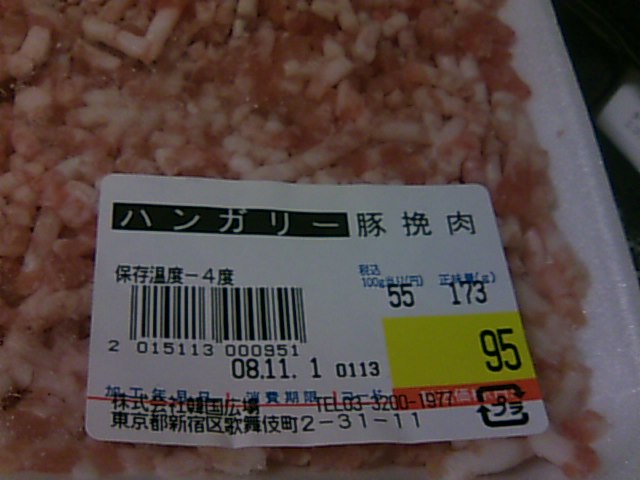 ハンガリー豚挽肉
保存温度-4度
税込
100g当り(円) 正味量(g)
55 173
2 015113 000951
95
08.11.1 0113
加工年月日 消費期限 コード
株式会社韓国広場 TEL03-3200-1977
東京都新宿区歌舞伎町2-31-11
プラ